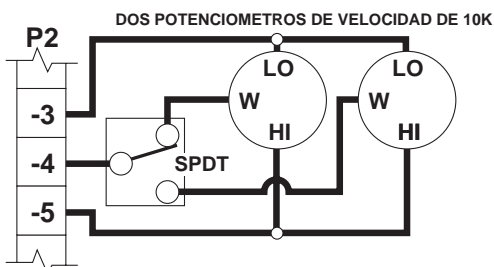 DOS POTENCIOMETROS DE VELOCIDAD DE 10K
P2
LO LO
-3
W W
HI HI
-4
SPDT
-5